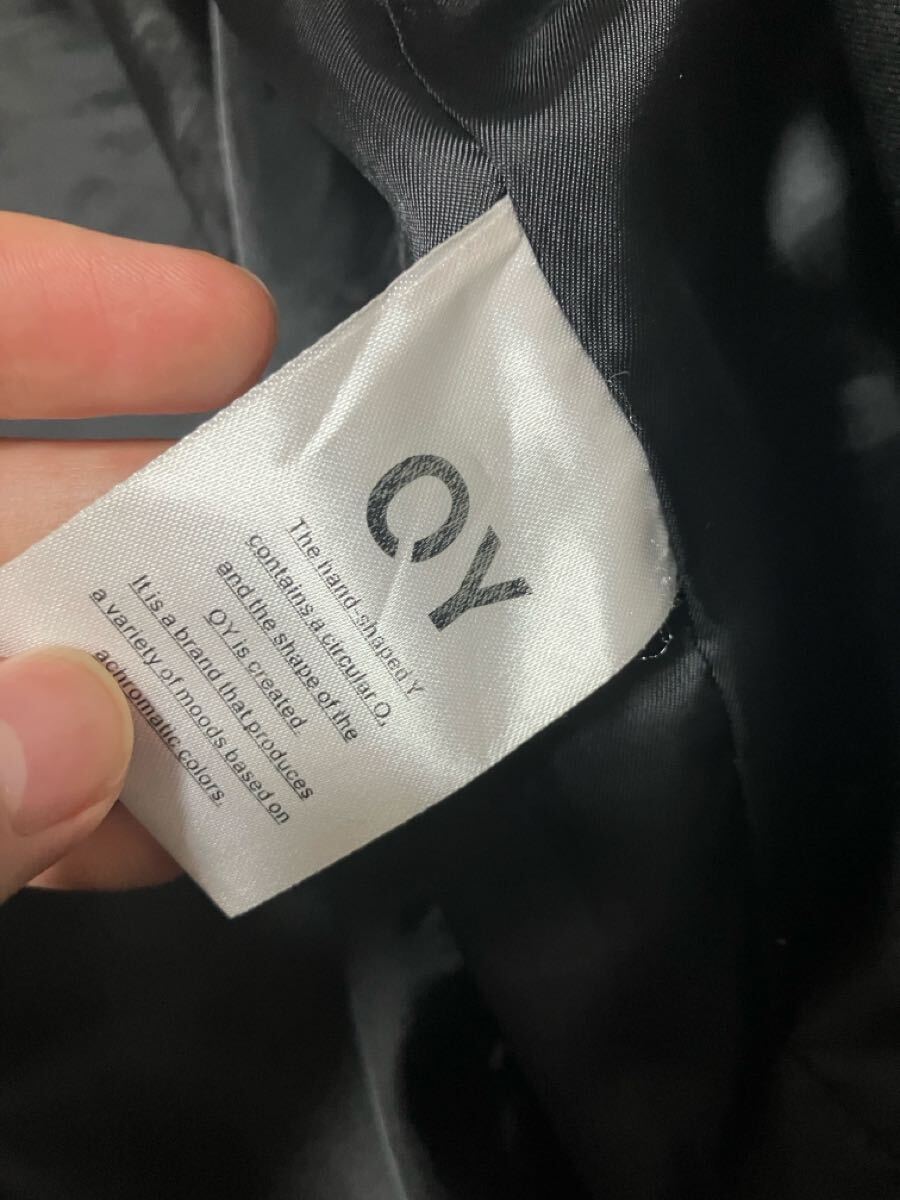 OY
The hand-shaped Y
contains a circular O,
and the shape of the
OY is created.
It is a brand that produces
a variety of moods based on
achromatic colors.